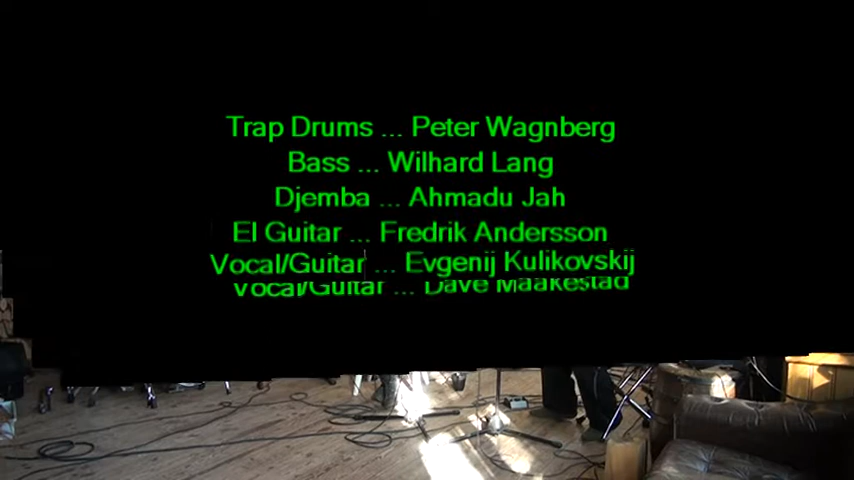 Trap Drums ... Peter Wagnberg
Bass ... Wilhard Lang
Djemba ... Ahmadu Jah
El Guitar ... Fredrik Andersson
Vocal/Guitar ... Evgenij Kulikovskij
Vocal/Guitar ... Dave Maakestad